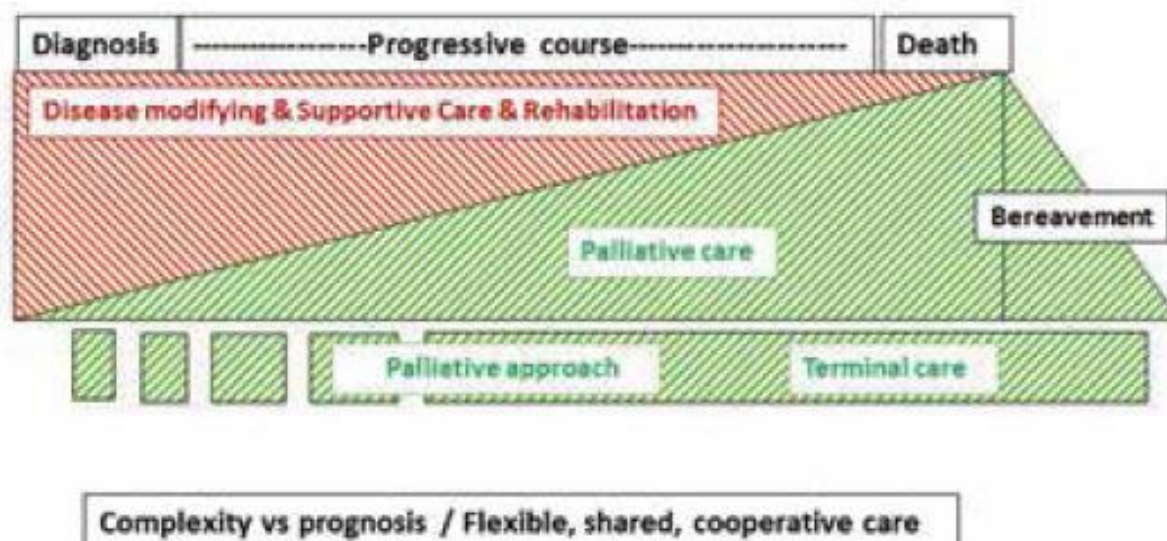 Diagnosis
------------------Progressive course-----------------------
Death
Disease modifying & Supportive Care & Rehabilitation
Bereavement
Palliative care
Palliative approach
Terminal care
Complexity vs prognosis / Flexible, shared, cooperative care